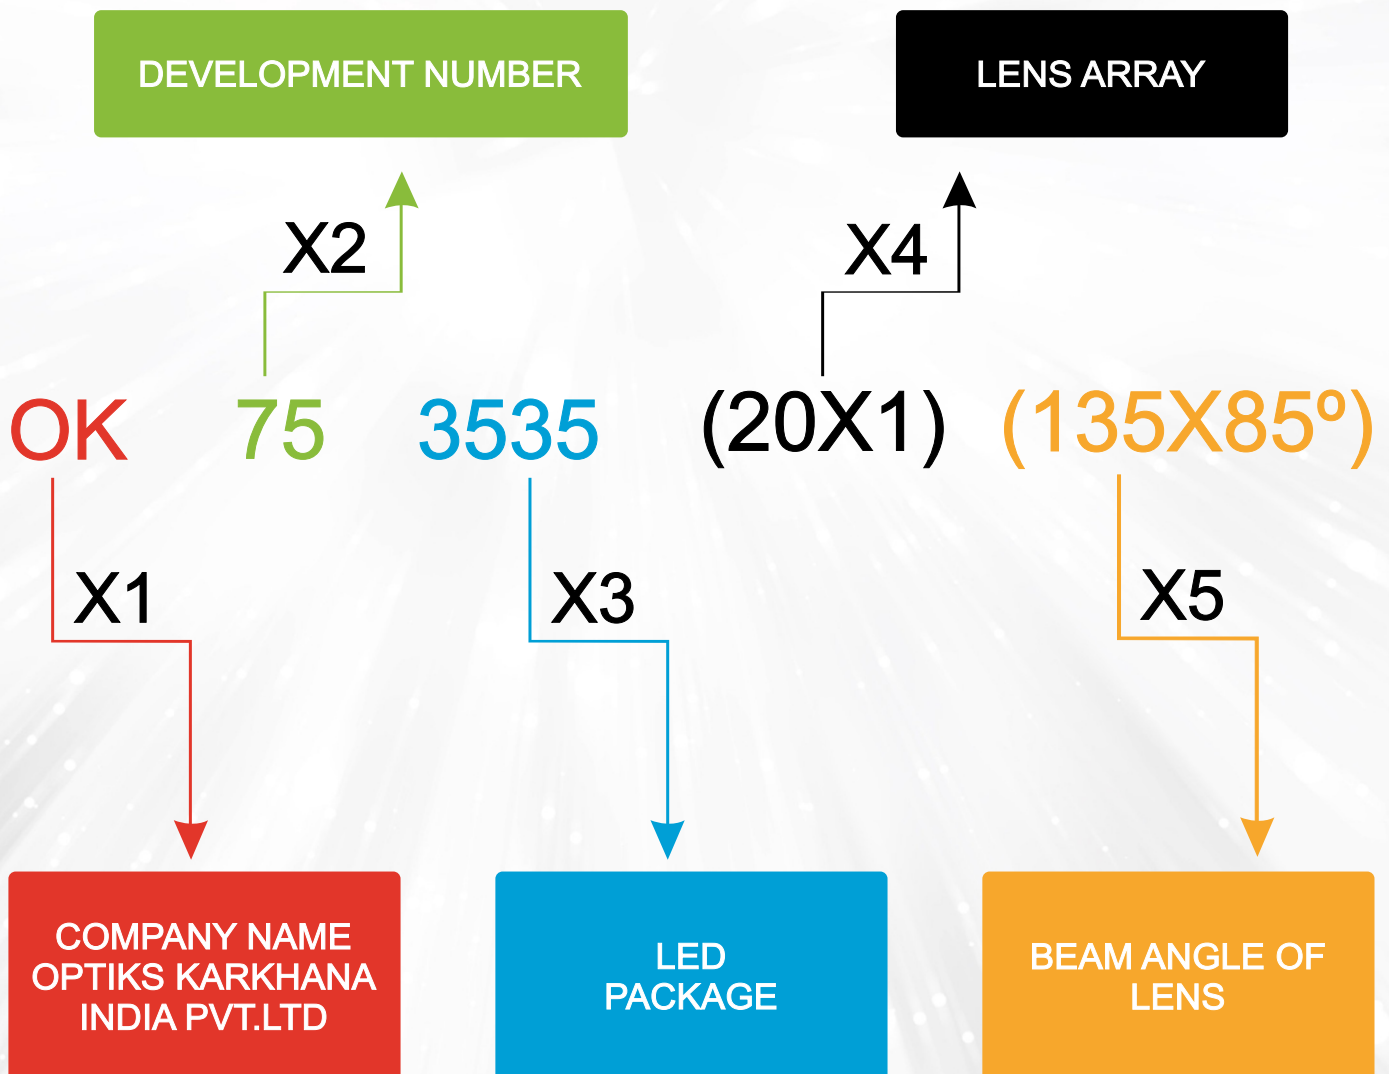 DEVELOPMENT NUMBER
LENS ARRAY
X2
X4
OK 75 3535 (20X1) (135X85º)
X1
X3
X5
COMPANY NAME
OPTIKS KARKHANA
INDIA PVT.LTD
LED
PACKAGE
BEAM ANGLE OF
LENS